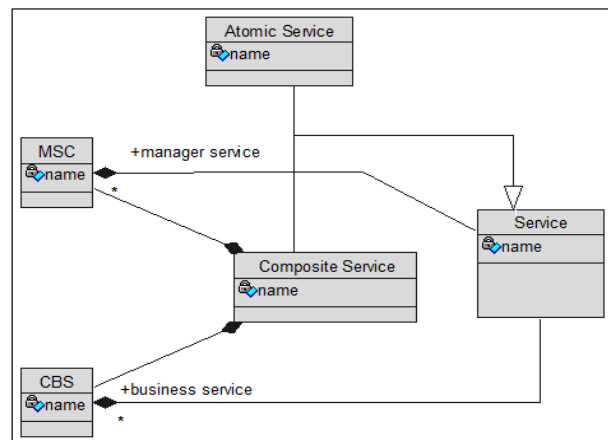 Atomic Service
name
MSC
name
+manager service
*
Service
name
Composite Service
name
CBS
name
+business service
*